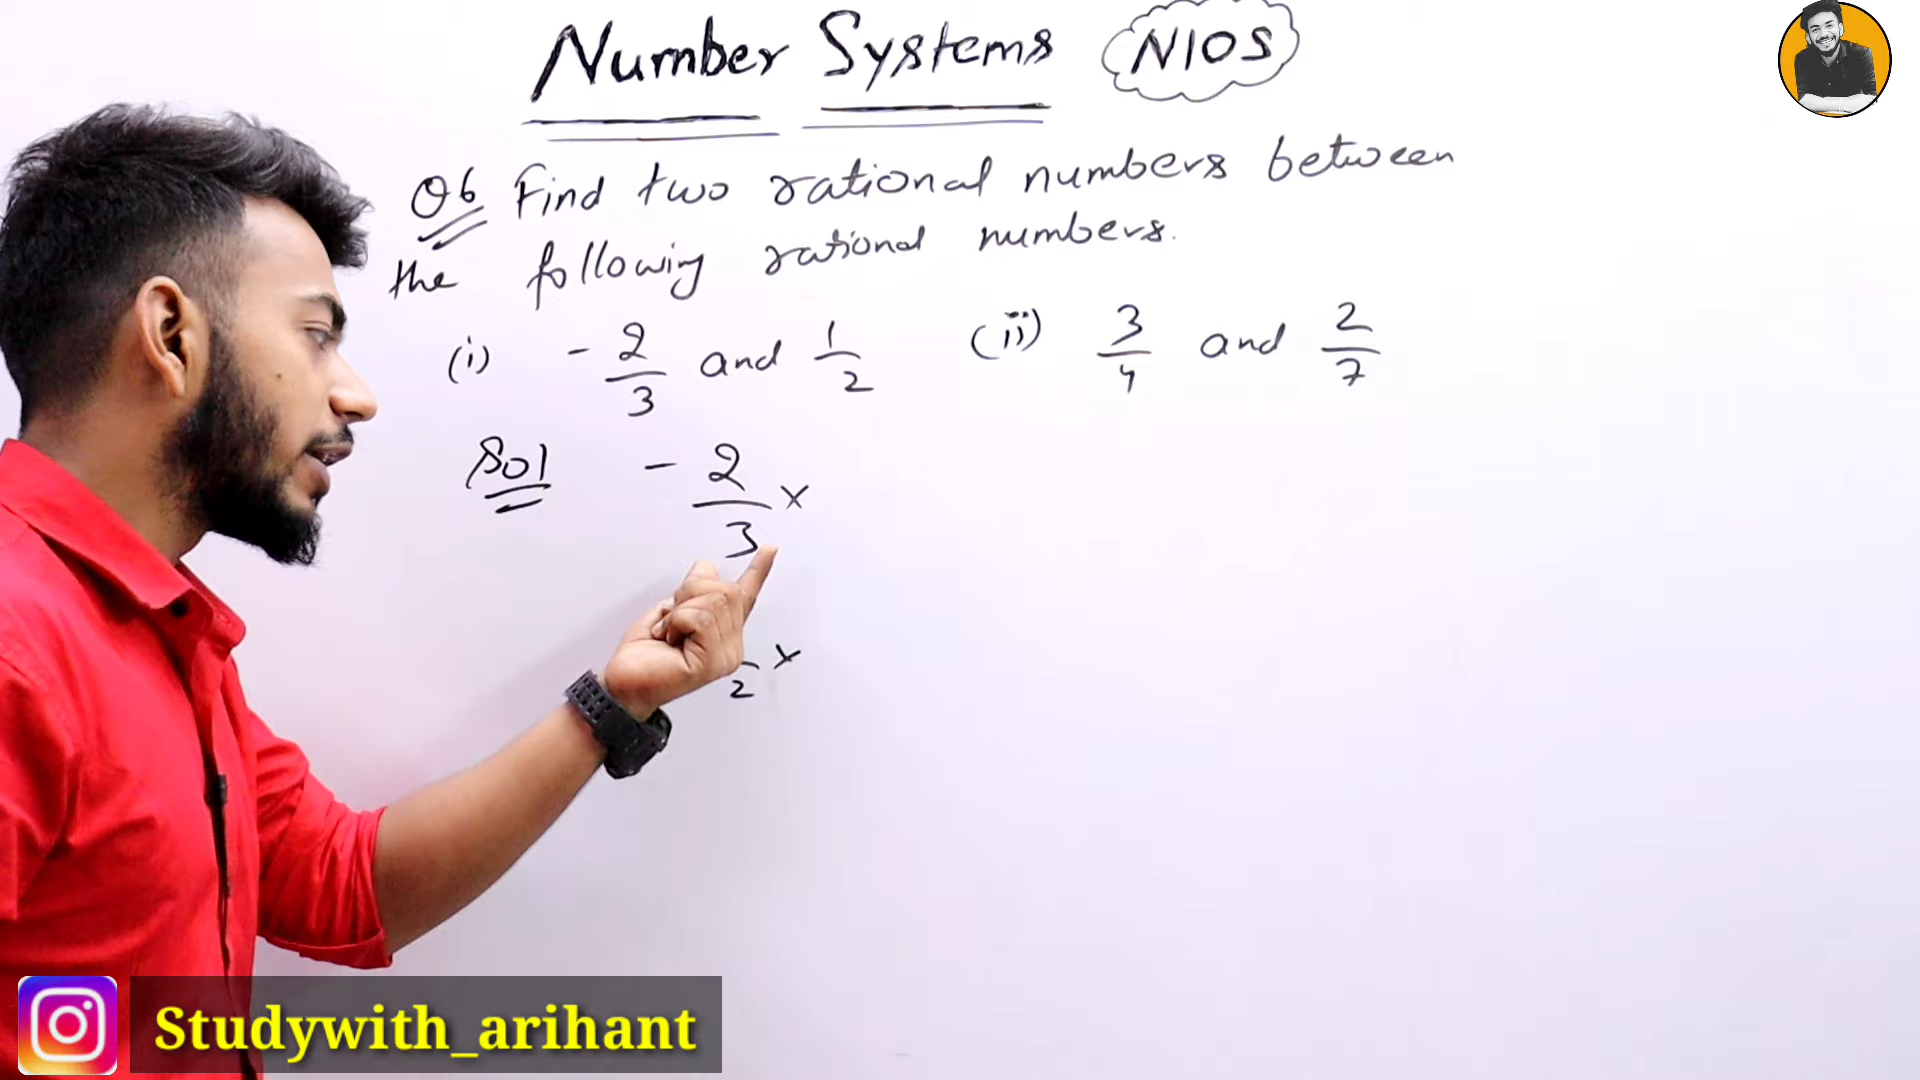 Number Systems NIOS
Q6 Find two rational numbers between
the following rational numbers.
(i) -2/3 and 1/2 (ii) 3/4 and 2/7
Sol -2/3 ×
2 ×
Studywith_arihant